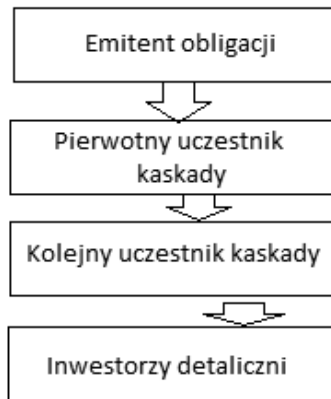 Emitent obligacji
Pierwotny uczestnik
kaskady
Kolejny uczestnik kaskady
Inwestorzy detaliczni